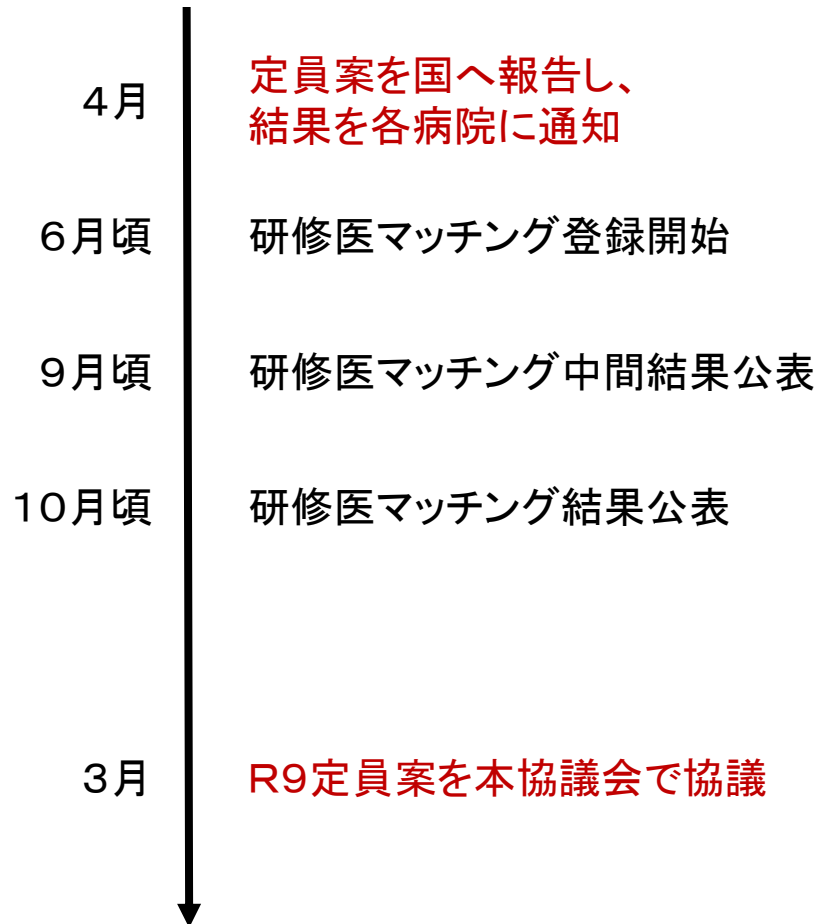 ４月
定員案を国へ報告し、
結果を各病院に通知
６月頃
研修医マッチング登録開始
９月頃
研修医マッチング中間結果公表
１０月頃
研修医マッチング結果公表
３月
Ｒ９定員案を本協議会で協議